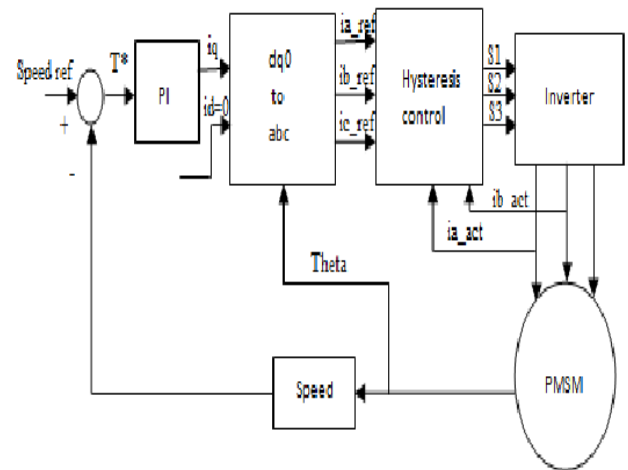 Speed ref
T*
+
-
PI
iq
id=0
dq0
to
abc
ia_ref
ib_ref
ic_ref
Hysteresis
control
S1
S2
S3
Inverter
ib_act
ia_act
Theta
Speed
PMSM